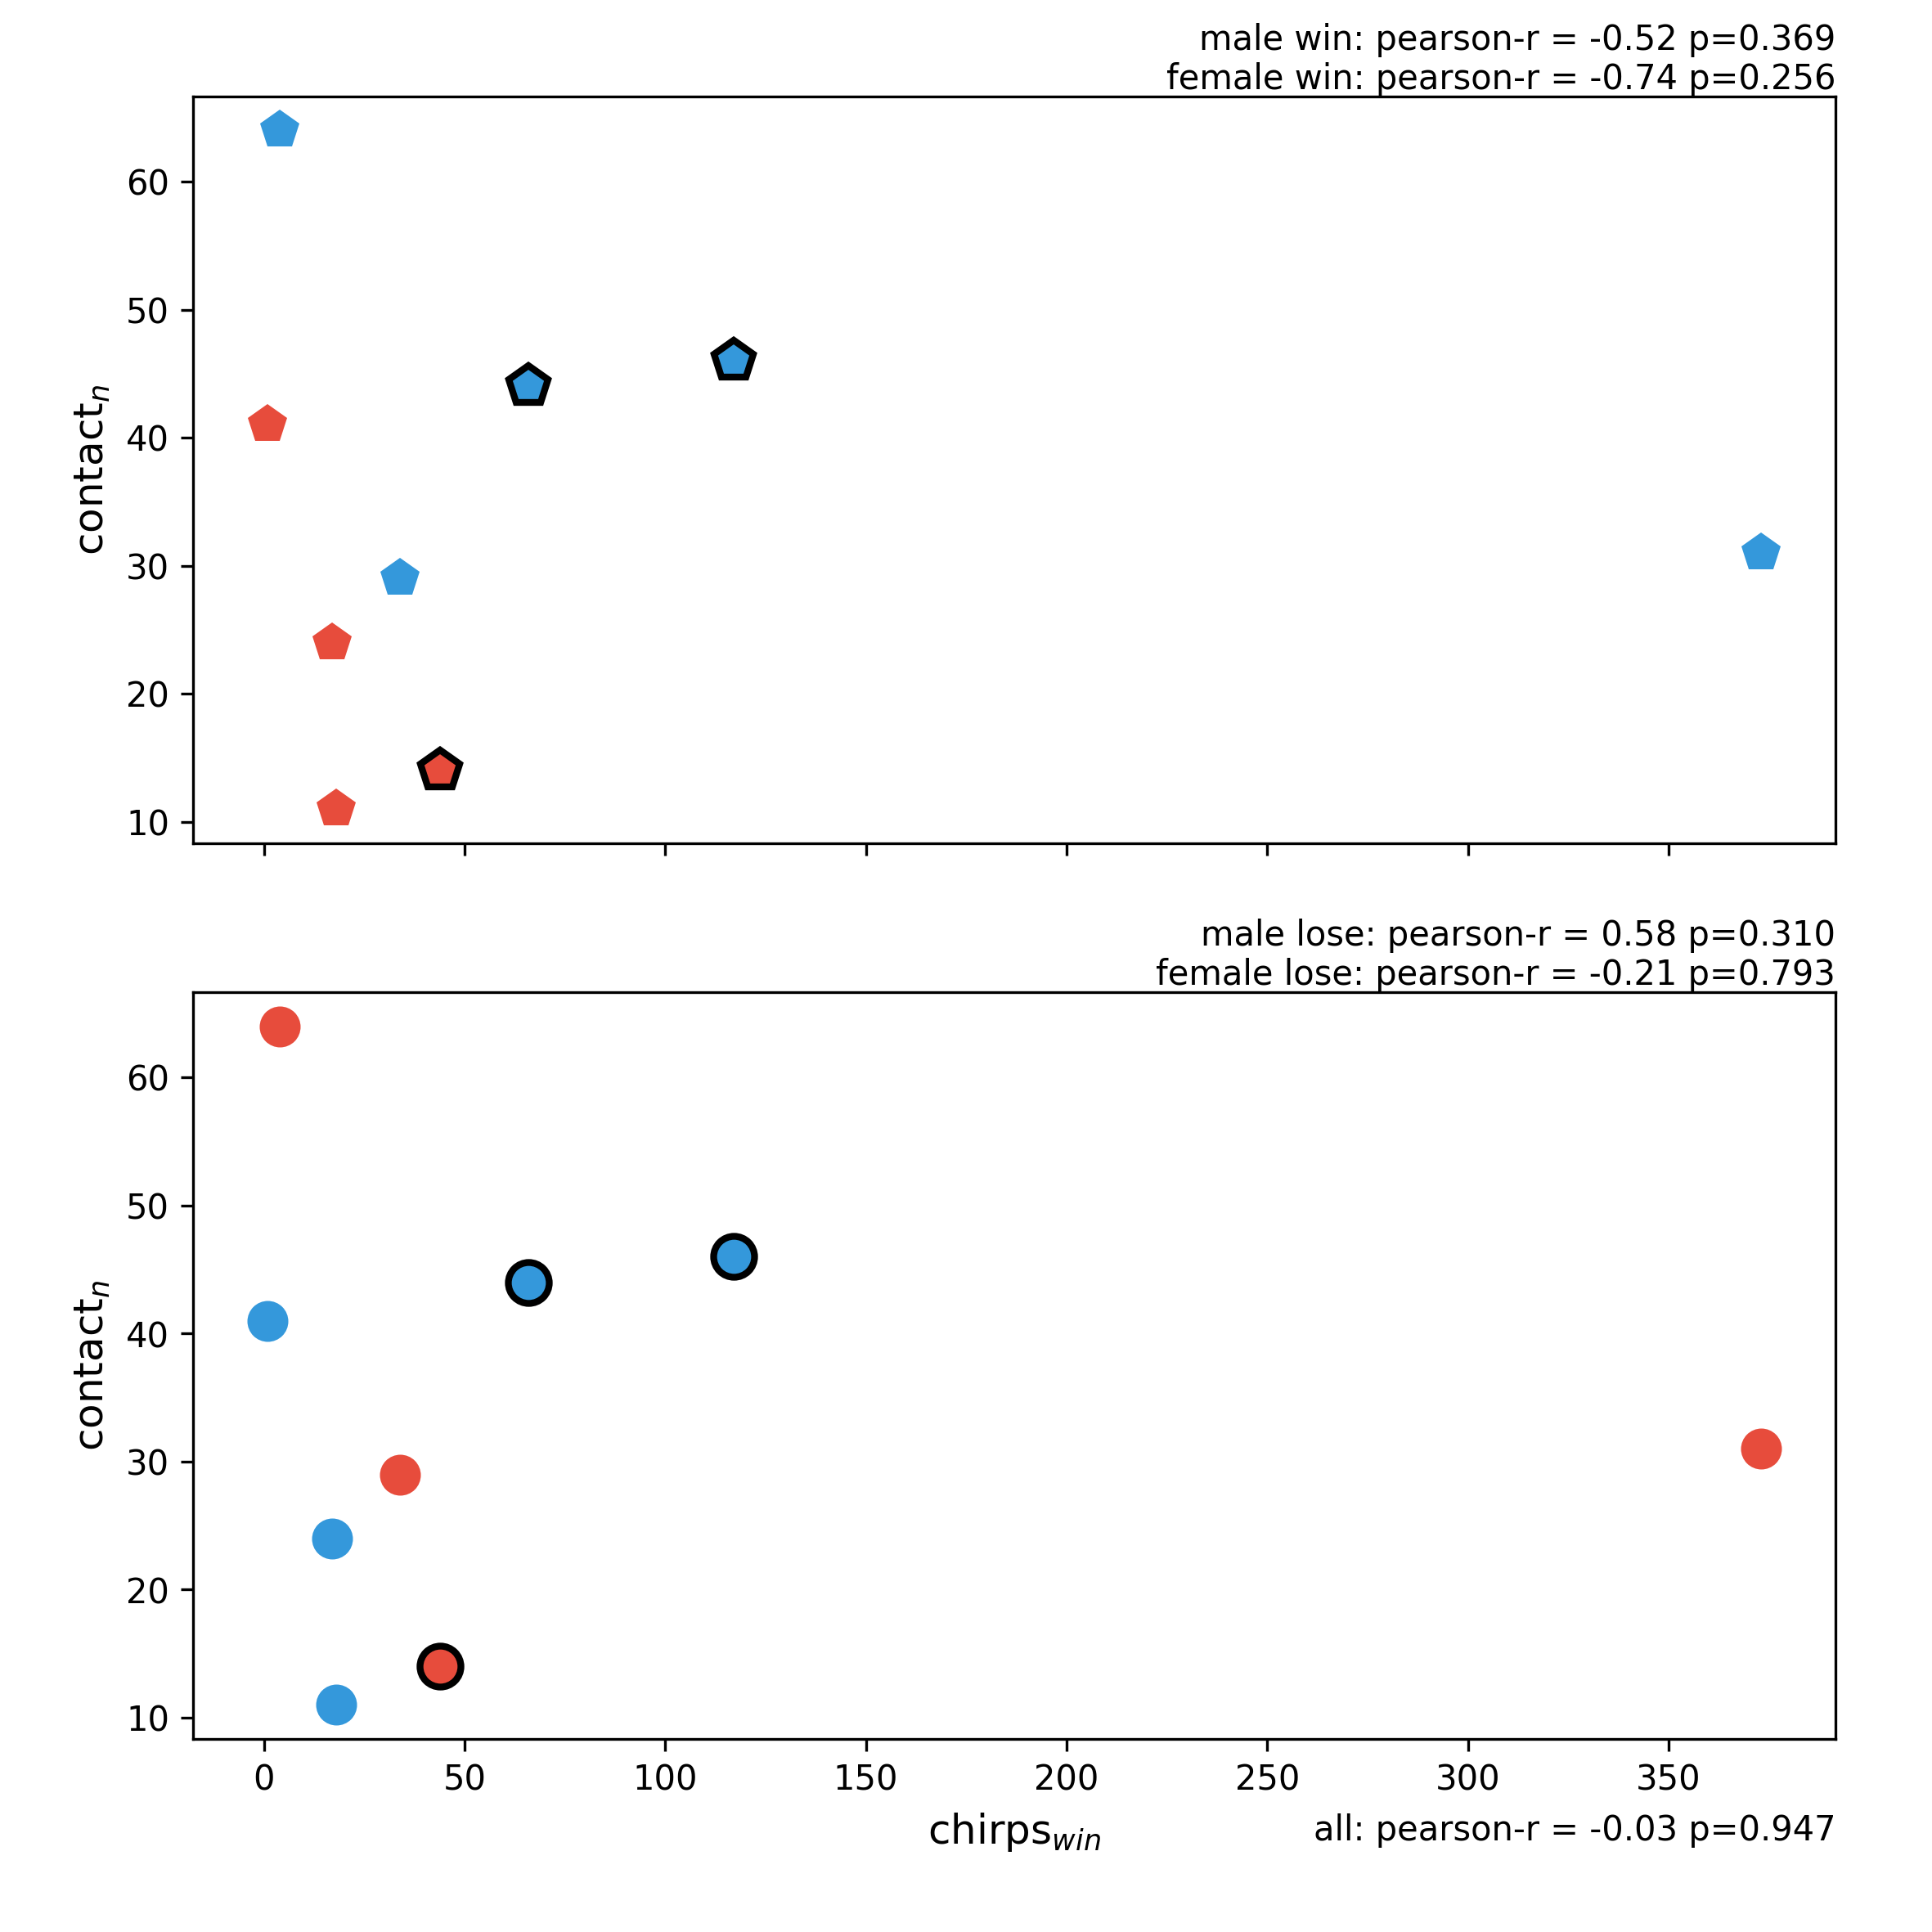 male win: pearson-r = -0.52 p=0.369
female win: pearson-r = -0.74 p=0.256
60
50
40
30
20
10
contactₙ
male lose: pearson-r = 0.58 p=0.310
female lose: pearson-r = -0.21 p=0.793
60
50
40
30
20
10
contactₙ
0 50 100 150 200 250 300 350
chirps_win
all: pearson-r = -0.03 p=0.947